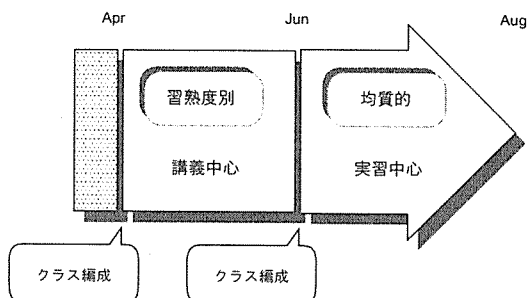 Apr
Jun
Aug
習熟度別
均質的
講義中心
実習中心
クラス編成
クラス編成